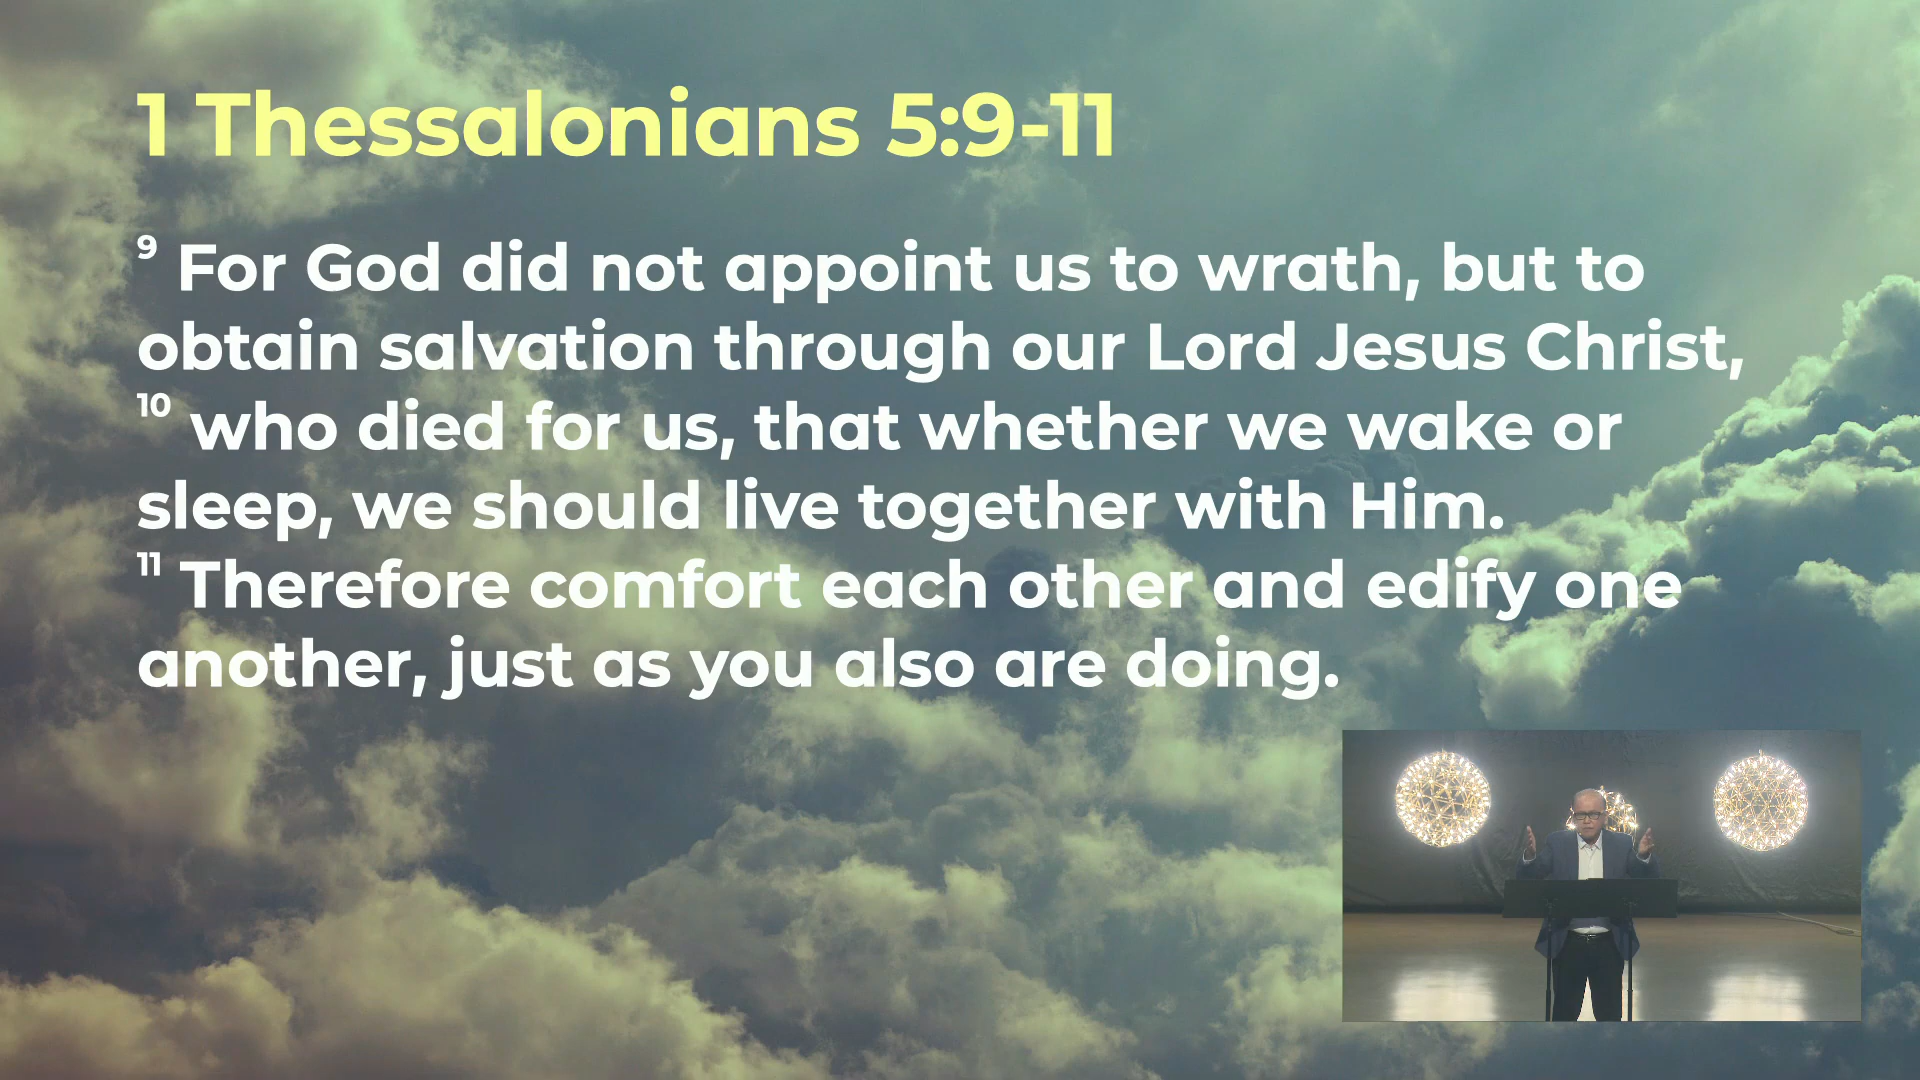 1 Thessalonians 5:9-11
9 For God did not appoint us to wrath, but to
obtain salvation through our Lord Jesus Christ,
10 who died for us, that whether we wake or
sleep, we should live together with Him.
11 Therefore comfort each other and edify one
another, just as you also are doing.